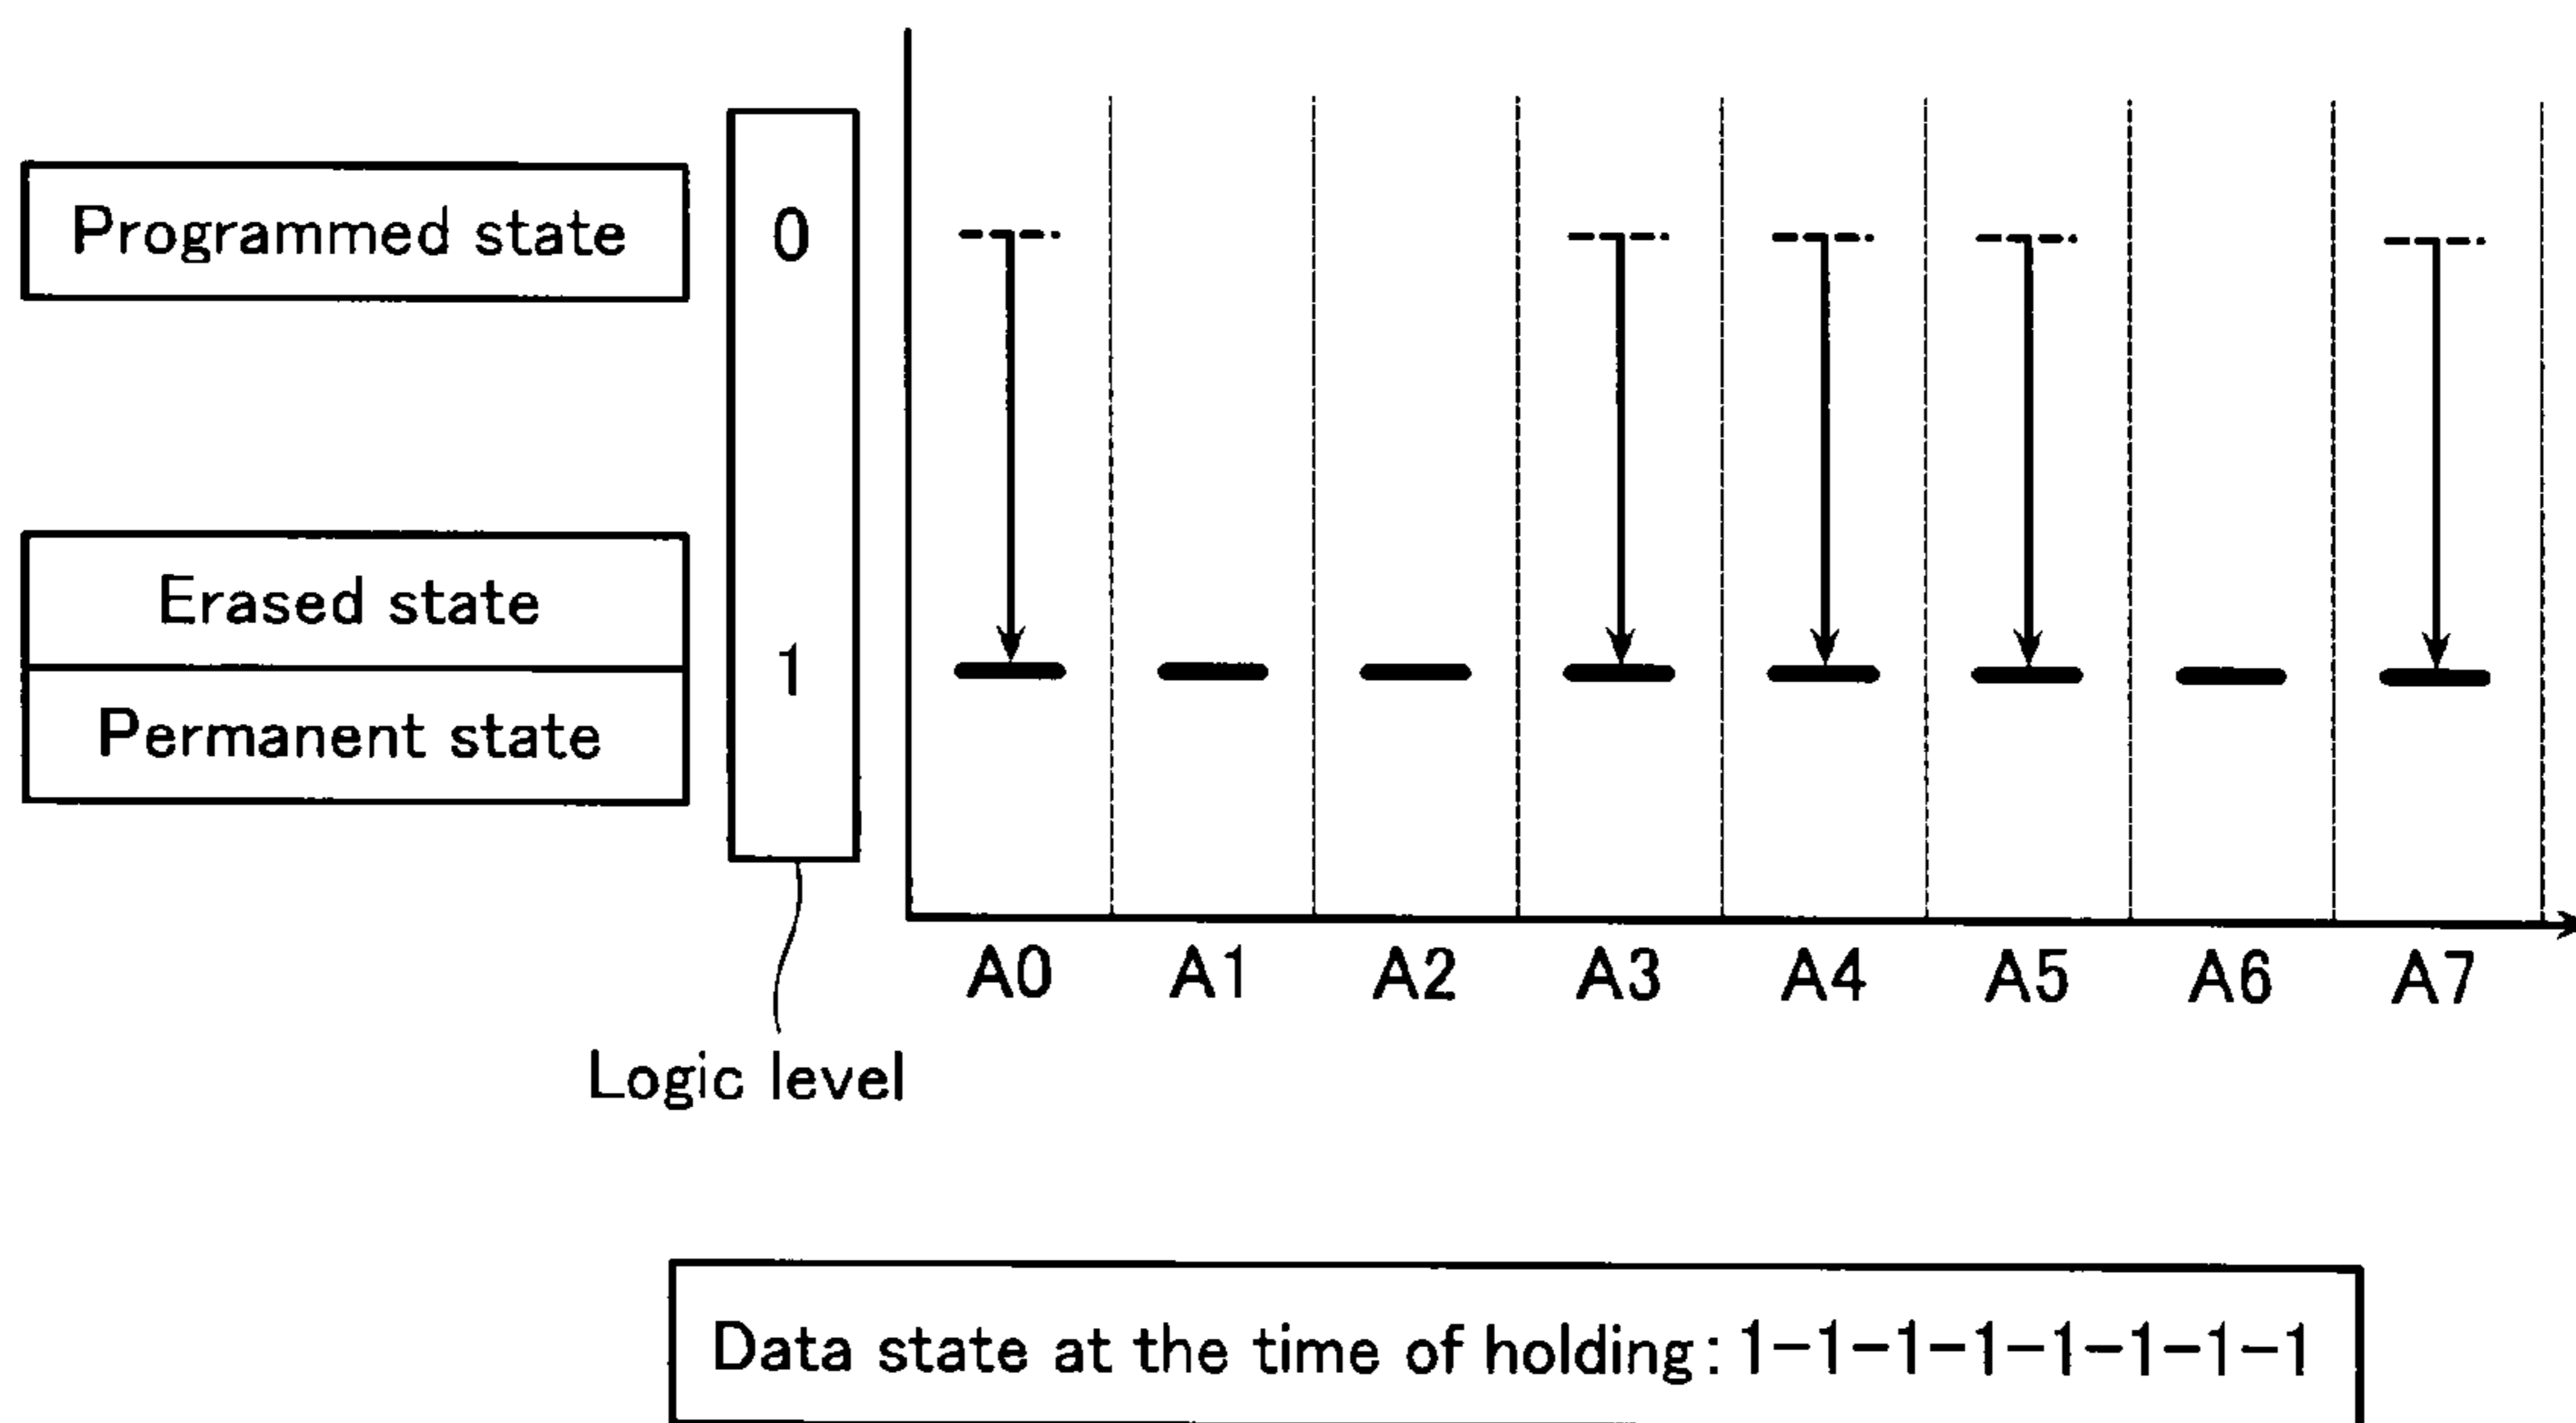 Programmed state
0
Erased state
1
Permanent state
A0 A1 A2 A3 A4 A5 A6 A7
Logic level
Data state at the time of holding: 1-1-1-1-1-1-1-1